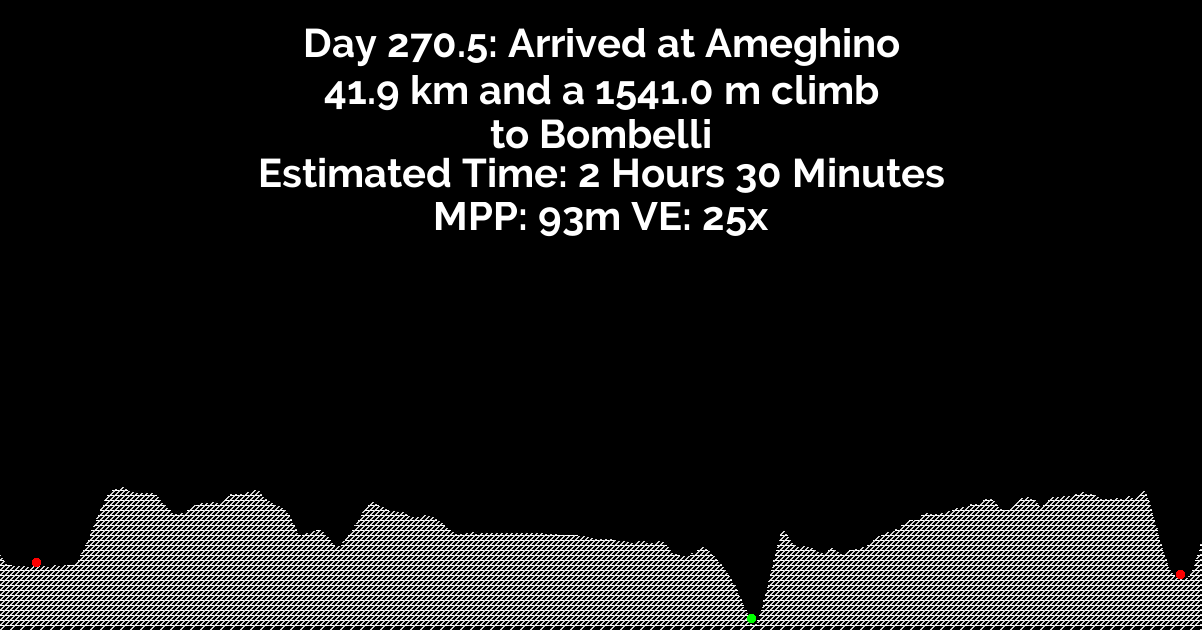 Day 270.5: Arrived at Ameghino
41.9 km and a 1541.0 m climb
to Bombelli
Estimated Time: 2 Hours 30 Minutes
MPP: 93m VE: 25x